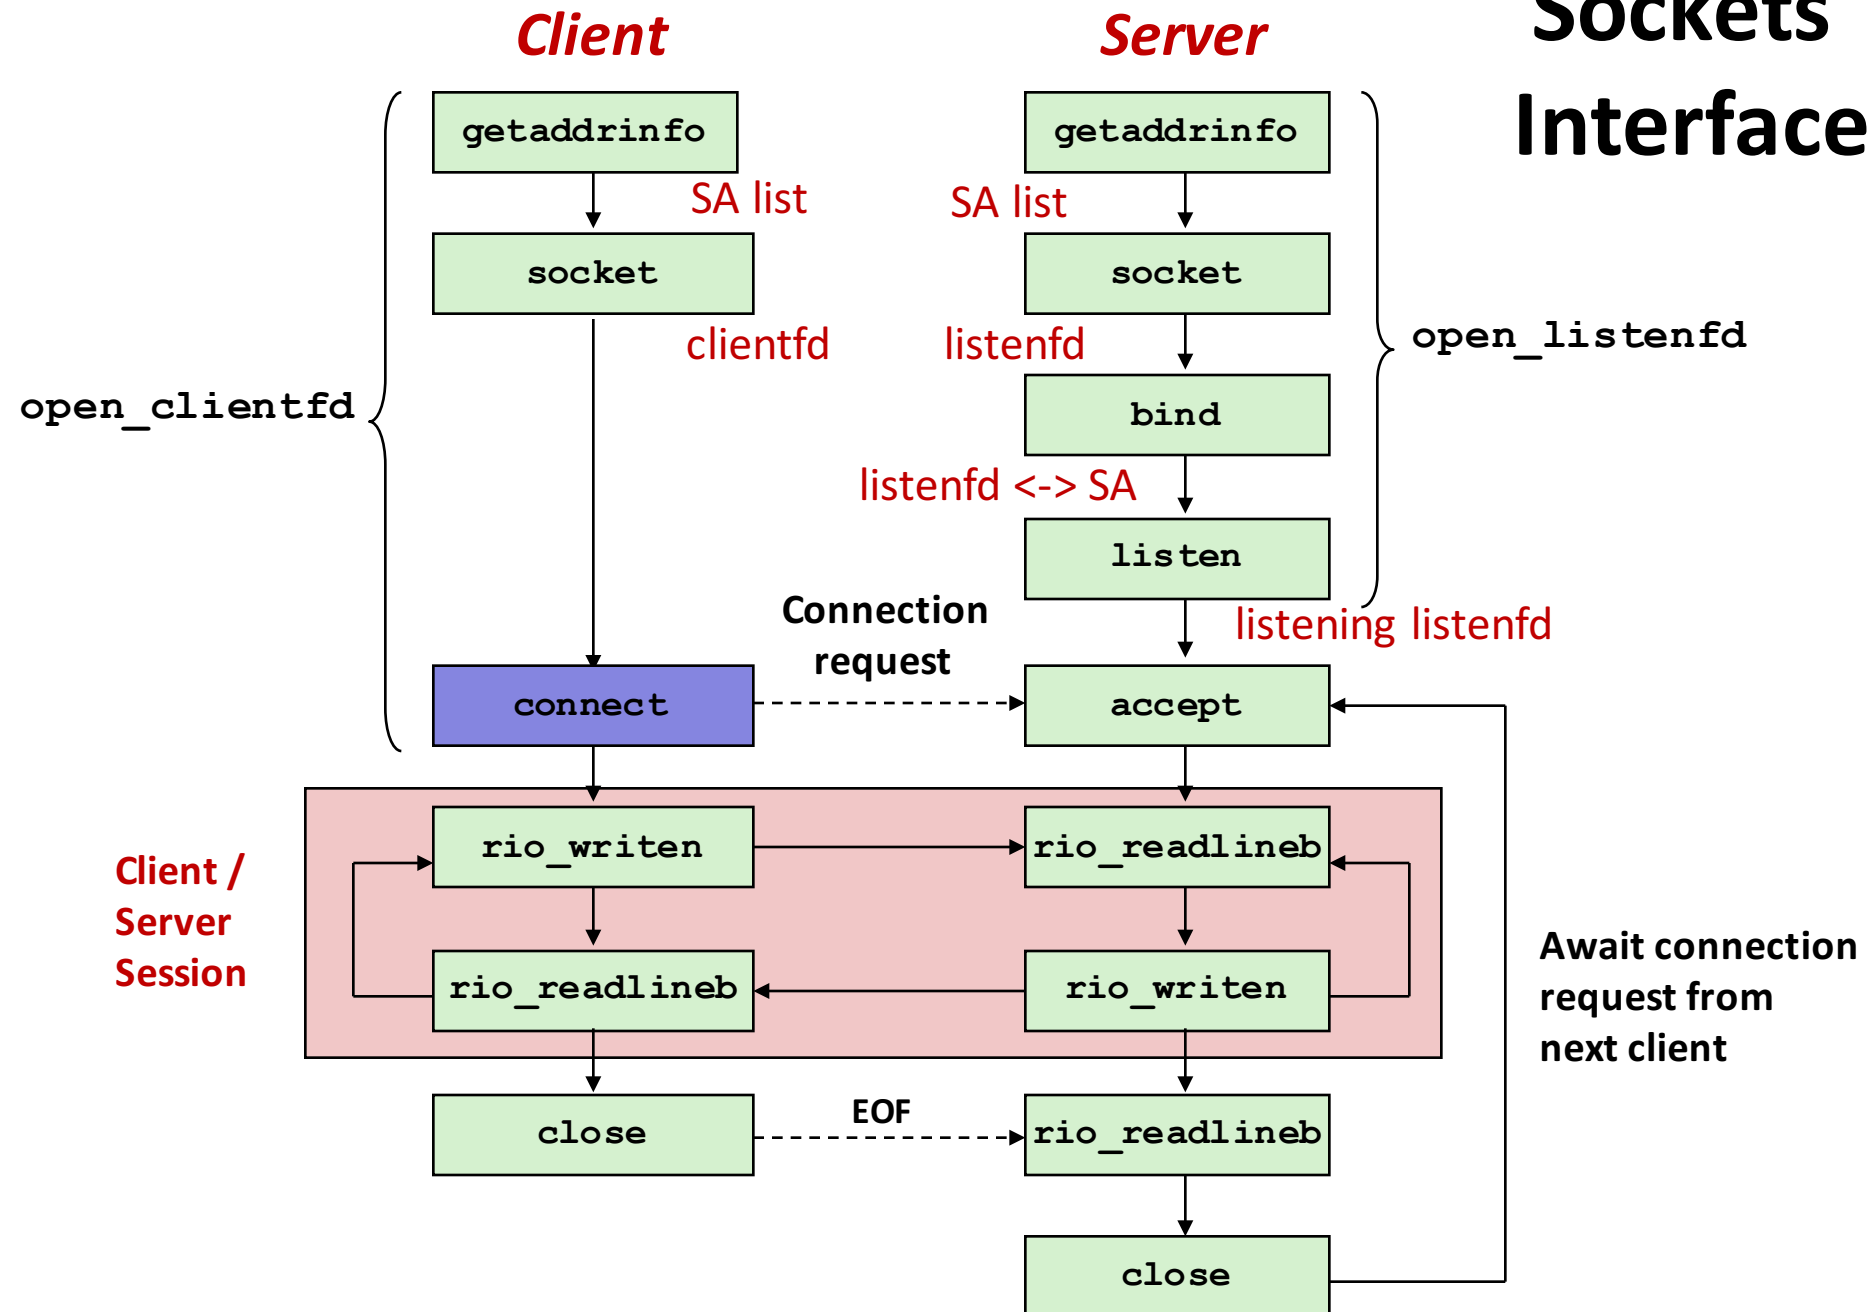 Sockets
Interface
Client
Server
getaddrinfo
getaddrinfo
SA list
SA list
socket
socket
clientfd
listenfd
open_listenfd
open_clientfd
bind
listenfd <-> SA
listen
Connection
request
listening listenfd
connect
accept
Client /
Server
Session
rio_writen
rio_readlineb
rio_readlineb
rio_writen
Await connection
request from
next client
close
EOF
rio_readlineb
close